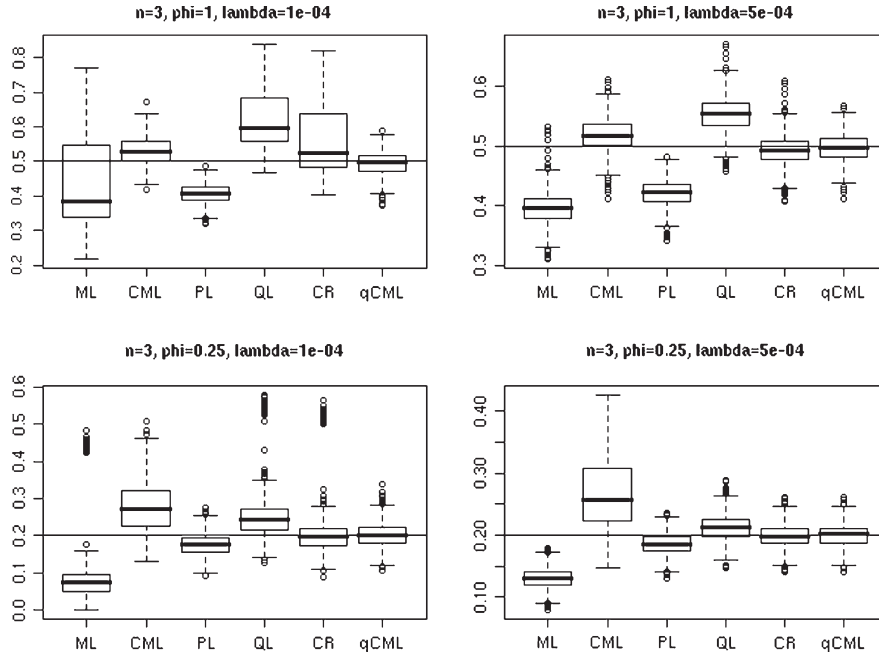 n=3, phi=1, lambda=1e-04
0.8
0.7
0.6
0.5
0.4
0.3
0.2
ML CML PL QL CR qCML
n=3, phi=1, lambda=5e-04
0.6
0.5
0.4
0.3
ML CML PL QL CR qCML
n=3, phi=0.25, lambda=1e-04
0.6
0.5
0.4
0.3
0.2
0.1
0.0
ML CML PL QL CR qCML
n=3, phi=0.25, lambda=5e-04
0.40
0.30
0.20
0.10
ML CML PL QL CR qCML